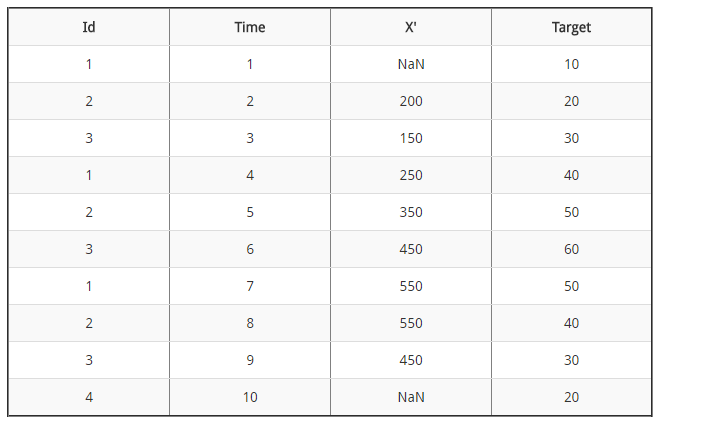 Id Time X' Target
1 1 NaN 10
2 2 200 20
3 3 150 30
1 4 250 40
2 5 350 50
3 6 450 60
1 7 550 50
2 8 550 40
3 9 450 30
4 10 NaN 20